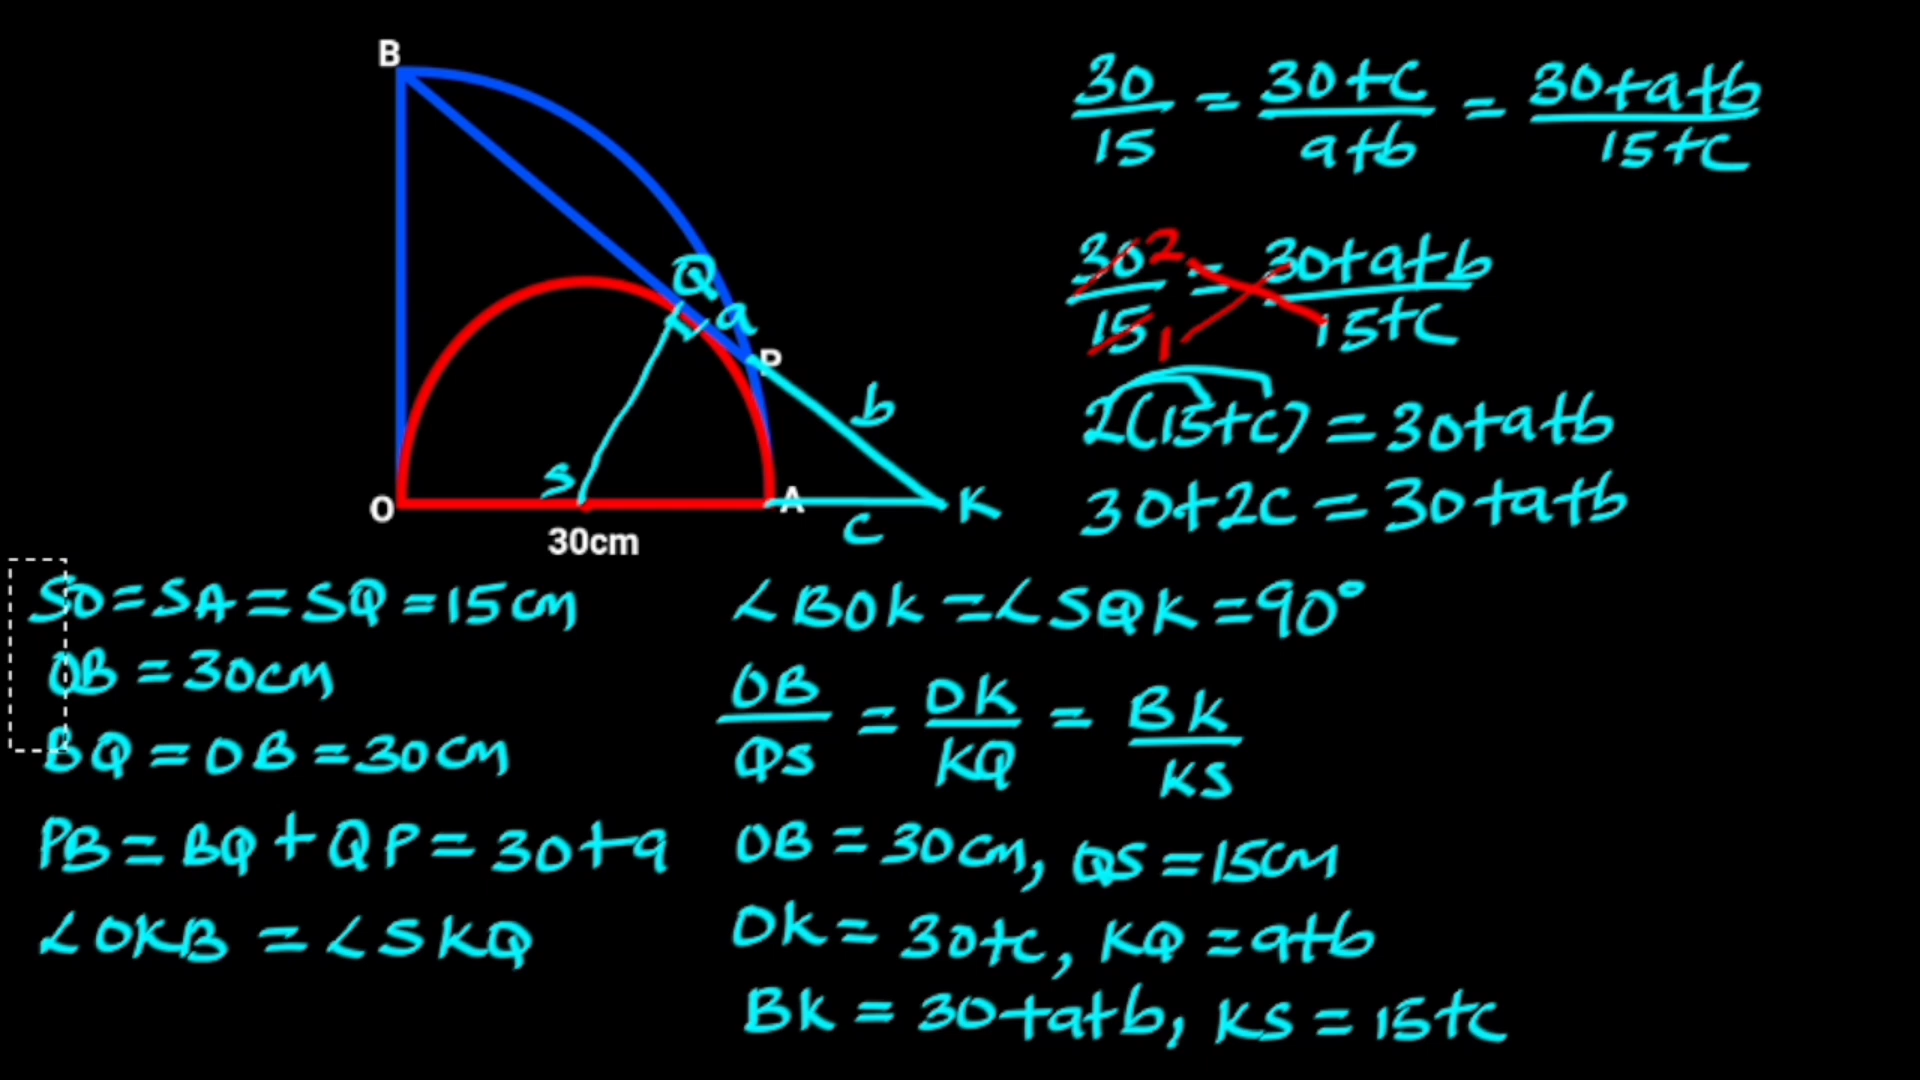 B
Q
a
P
b
S
O
A
K
c
30cm
30/15 = 30+c/a+b = 30+a+b/15+c
30/15 2/1 = 30+a+b/15+c
2(15+c) = 30+a+b
30+2c = 30+a+b
SO = SA = SQ = 15cm
OB = 30cm
BQ = OB = 30cm
PB = BQ + QP = 30+a
∠OKB = ∠SKQ
∠BOK = ∠SQK = 90°
OB/QS = OK/KQ = BK/KS
OB = 30cm, QS = 15cm
OK = 30+c, KQ = a+b
BK = 30+a+b, KS = 15+c